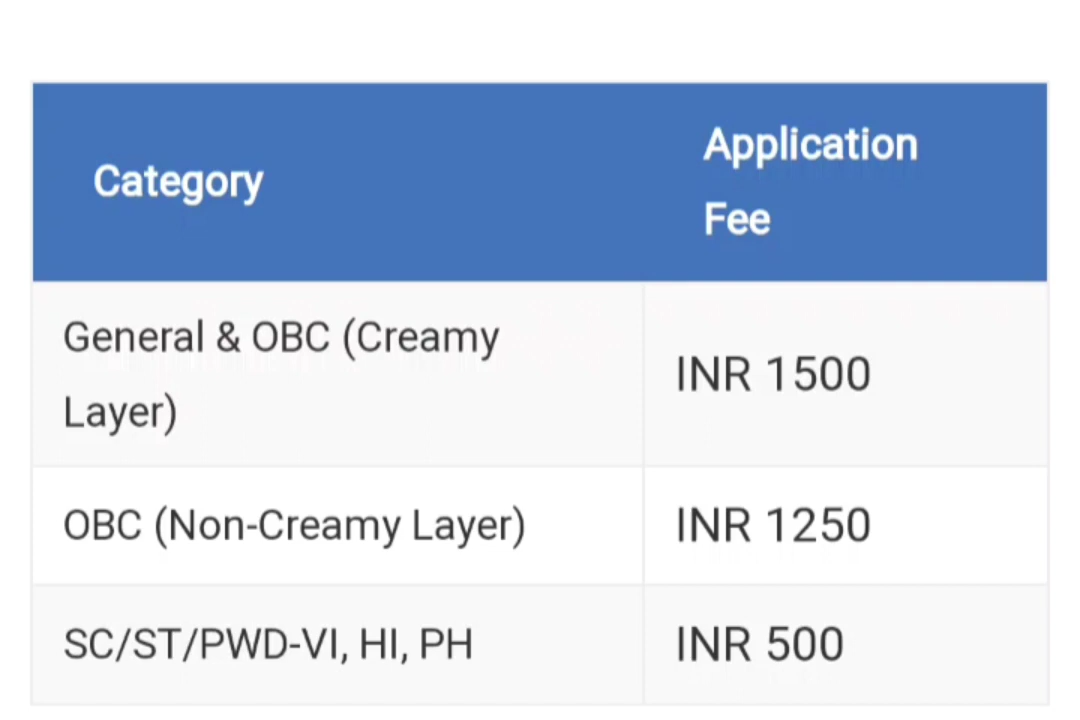 Category
Application
Fee
General & OBC (Creamy
Layer)
INR 1500
OBC (Non-Creamy Layer)
INR 1250
SC/ST/PWD-VI, HI, PH
INR 500